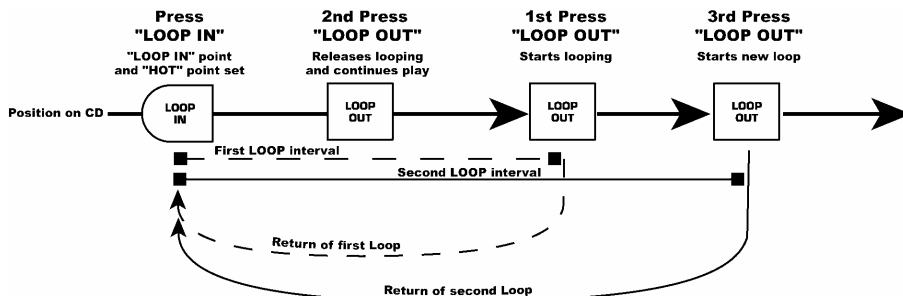 Press
"LOOP IN"
"LOOP IN" point
and "HOT" point set
2nd Press
"LOOP OUT"
Releases looping
and continues play
1st Press
"LOOP OUT"
Starts looping
3rd Press
"LOOP OUT"
Starts new loop
Position on CD
LOOP
IN
LOOP
OUT
LOOP
OUT
LOOP
OUT
First LOOP interval
Second LOOP interval
Return of first Loop
Return of second Loop